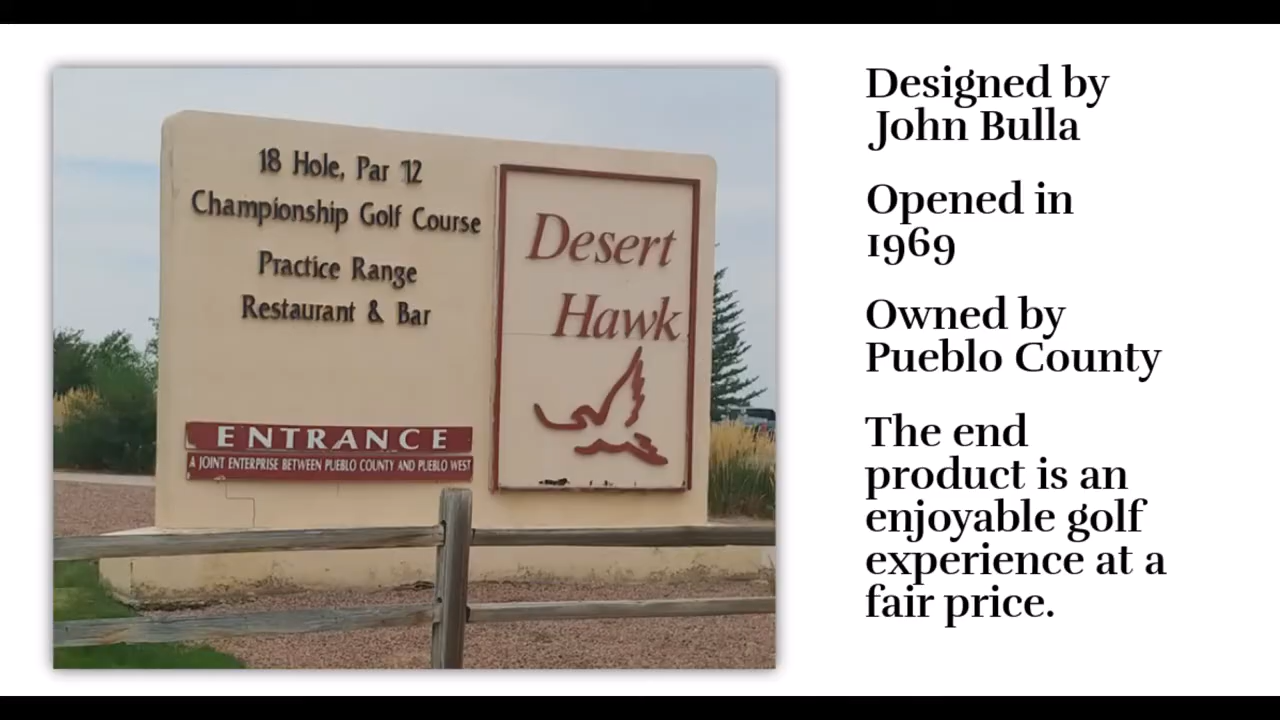 18 Hole, Par 72
Championship Golf Course
Practice Range
Restaurant & Bar
ENTRANCE
A JOINT ENTERPRISE BETWEEN PUEBLO COUNTY AND PUEBLO WEST
Desert
Hawk
Designed by
John Bulla
Opened in
1969
Owned by
Pueblo County
The end
product is an
enjoyable golf
experience at a
fair price.